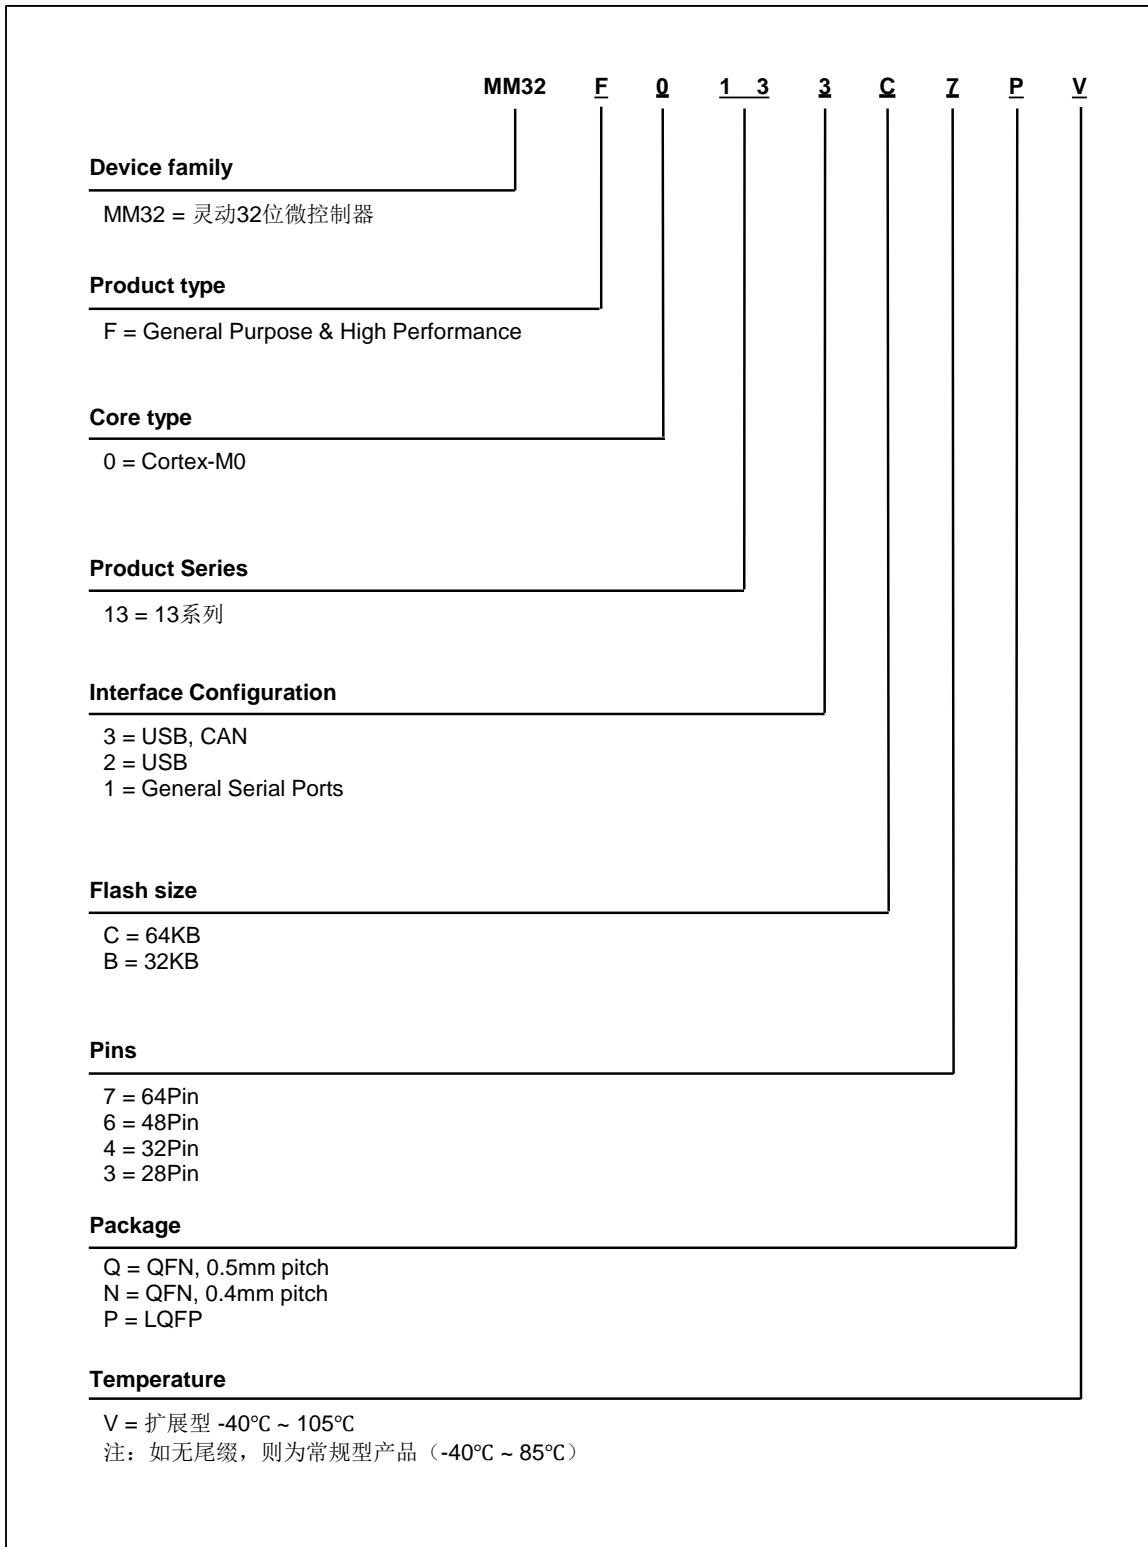 MM32 F 0 1 3 3 C 7 P V
Device family
MM32 = 灵动32位微控制器
Product type
F = General Purpose & High Performance
Core type
0 = Cortex-M0
Product Series
13 = 13系列
Interface Configuration
3 = USB, CAN
2 = USB
1 = General Serial Ports
Flash size
C = 64KB
B = 32KB
Pins
7 = 64Pin
6 = 48Pin
4 = 32Pin
3 = 28Pin
Package
Q = QFN, 0.5mm pitch
N = QFN, 0.4mm pitch
P = LQFP
Temperature
V = 扩展型 -40℃ ~ 105℃
注：如无尾缀，则为常规型产品（-40℃ ~ 85℃）